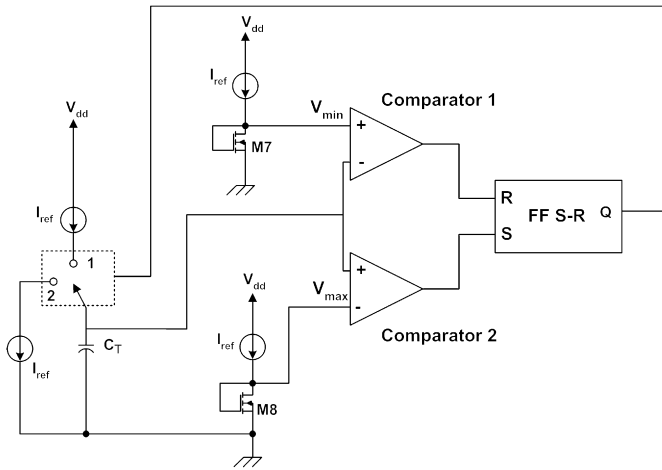 Vdd
Iref
Vmin
Comparator 1
+
-
M7
Vdd
Iref
1
2
Iref
CT
R
S
FF S-R
Q
Vdd
Iref
Vmax
+
-
Comparator 2
M8